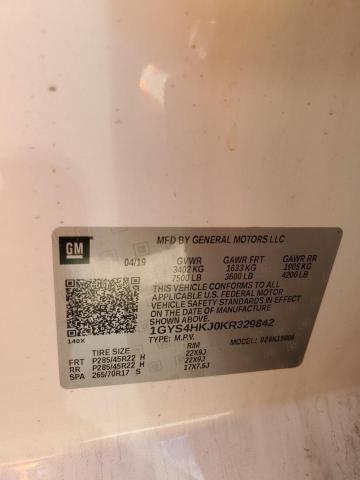 GM
MFD BY GENERAL MOTORS LLC
04/19 GVWR GAWR FRT GAWR RR
3402 KG 1633 KG 1905 KG
7500 LB 3600 LB 4200 LB
THIS VEHICLE CONFORMS TO ALL
APPLICABLE U.S. FEDERAL MOTOR
VEHICLE SAFETY STANDARDS IN
EFFECT ON THE DATE OF MANUFACTURE
SHOWN ABOVE.
1GYS4HKJ0KR329842
140X
TYPE: M.P.V. MODEL:
TIRE SIZE RIM
FRT P285/45R22 H 22X9J
RR P285/45R22 H 22X9J
SPA 265/70R17 S 17X7.5J